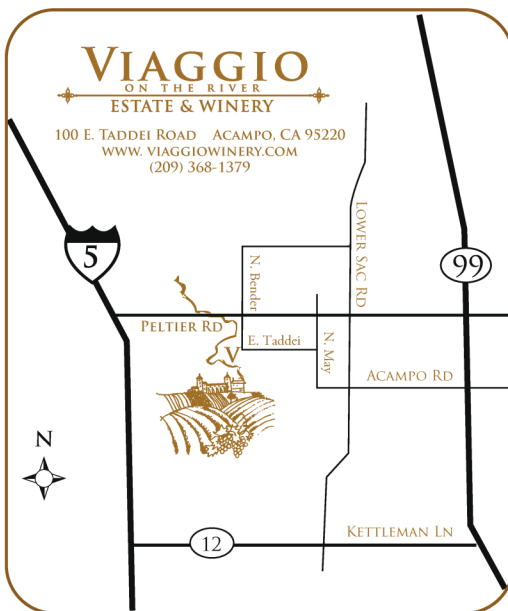 VIAGGIO
ON THE RIVER
ESTATE & WINERY
100 E. TADDEI ROAD ACAMPO, CA 95220
WWW. VIAGGIOWINERY.COM
(209) 368-1379
5
99
LOWER SAC RD
N. Bender
PELTIER RD
E. Taddei
N. May
V
ACAMPO RD
N
KETTLEMAN LN
12